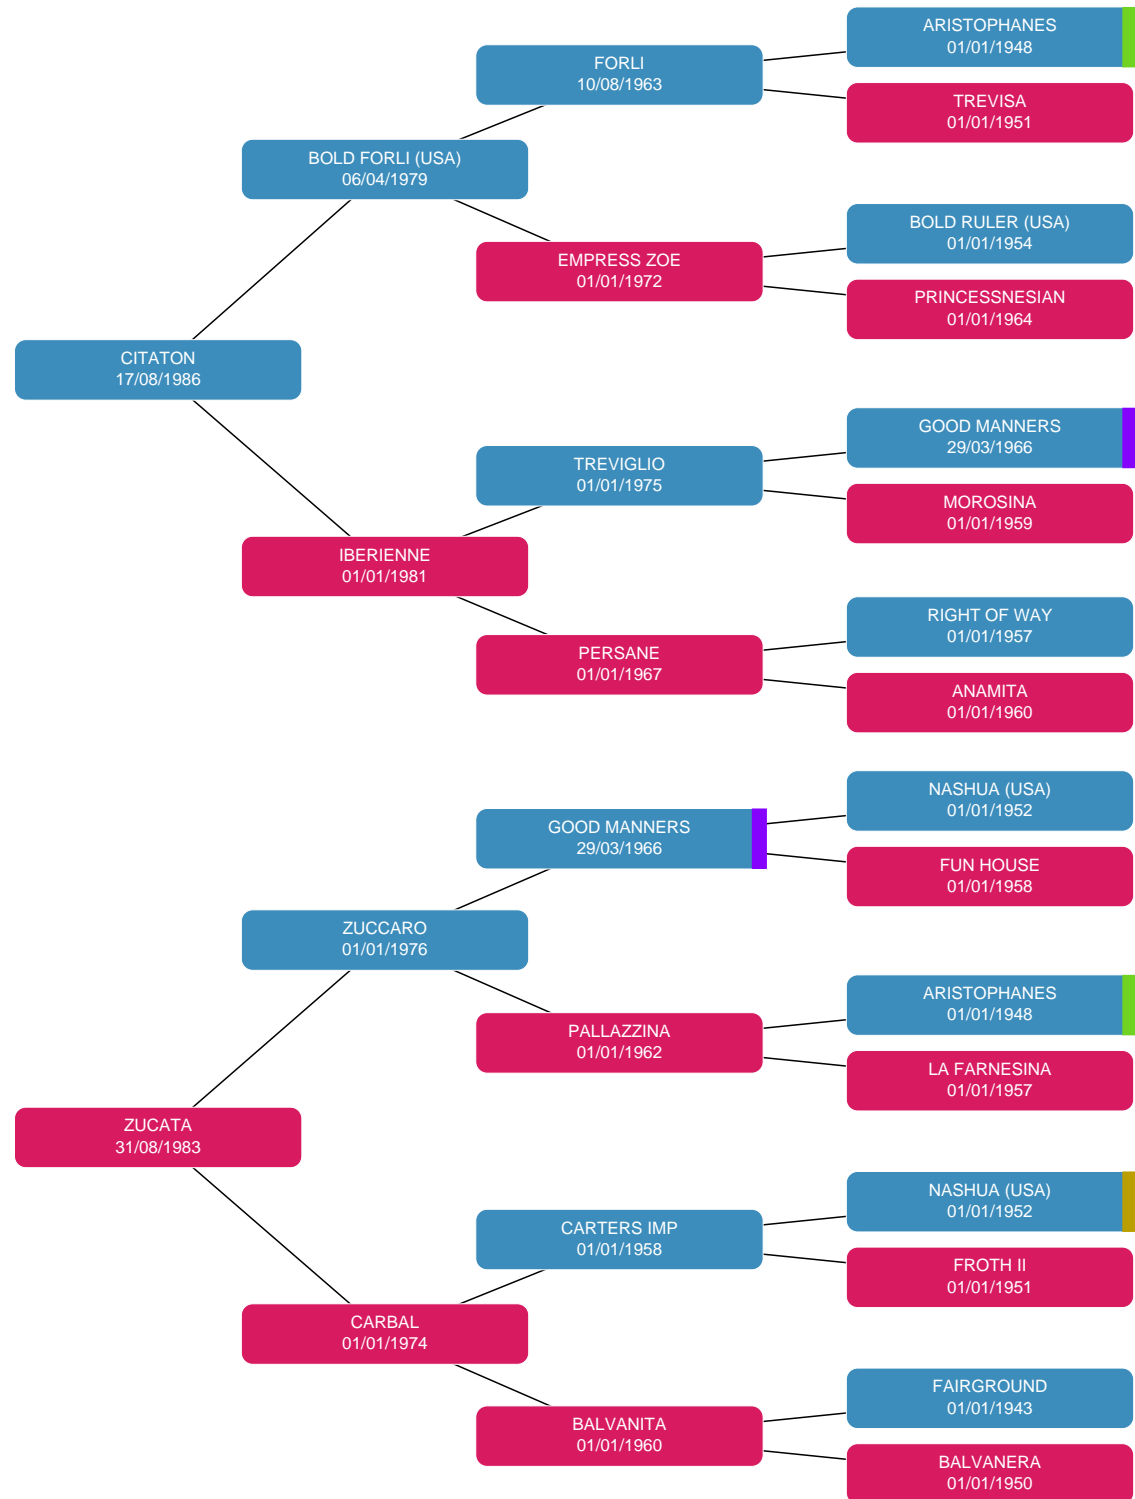 ARISTOPHANES
01/01/1948
FORLI
10/08/1963
TREVISA
01/01/1951
BOLD FORLI (USA)
06/04/1979
BOLD RULER (USA)
01/01/1954
EMPRESS ZOE
01/01/1972
PRINCESSNESIAN
01/01/1964
CITATON
17/08/1986
GOOD MANNERS
29/03/1966
TREVIGLIO
01/01/1975
MOROSINA
01/01/1959
IBERIENNE
01/01/1981
RIGHT OF WAY
01/01/1957
PERSANE
01/01/1967
ANAMITA
01/01/1960
NASHUA (USA)
01/01/1952
GOOD MANNERS
29/03/1966
FUN HOUSE
01/01/1958
ZUCCARO
01/01/1976
ARISTOPHANES
01/01/1948
PALLAZZINA
01/01/1962
LA FARNESINA
01/01/1957
ZUCATA
31/08/1983
NASHUA (USA)
01/01/1952
CARTERS IMP
01/01/1958
FROTH II
01/01/1951
CARBAL
01/01/1974
FAIRGROUND
01/01/1943
BALVANITA
01/01/1960
BALVANERA
01/01/1950